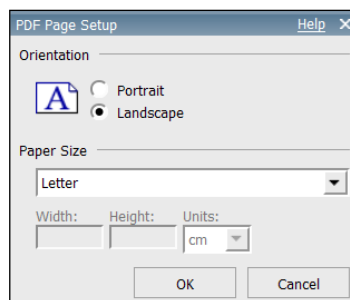 PDF Page Setup Help X
Orientation
A
Portrait
Landscape
Paper Size
Letter
Width: Height: Units:
cm
OK Cancel